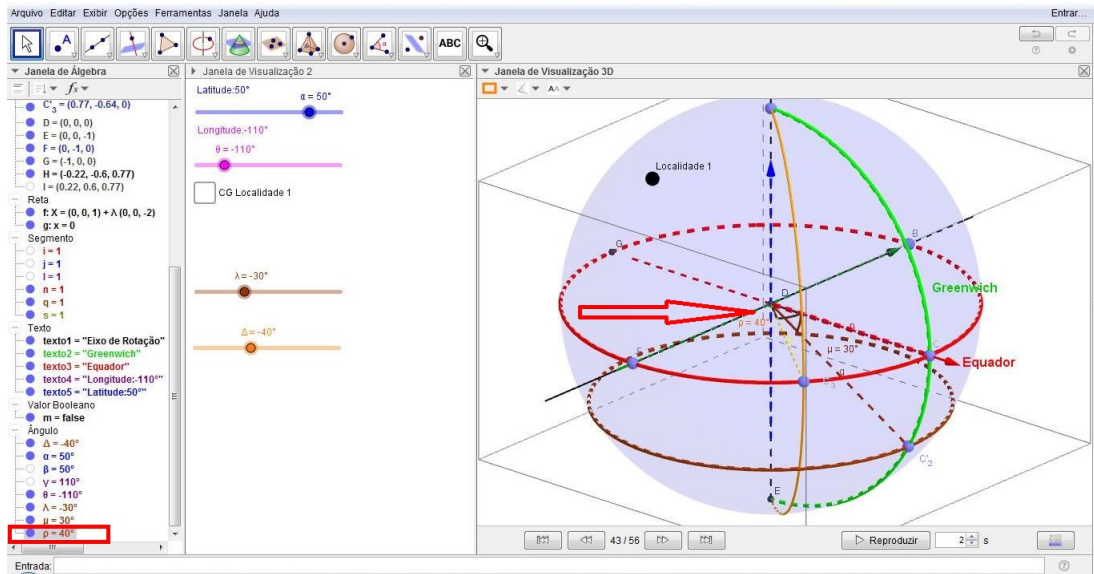 Arquivo Editar Exibir Opções Ferramentas Janela Ajuda
Entrar...
ABC
Janela de Álgebra
Janela de Visualização 2
Janela de Visualização 3D
C'3 = (0.77, -0.64, 0)
D = (0, 0, 0)
E = (0, 0, -1)
F = (0, -1, 0)
G = (-1, 0, 0)
H = (-0.22, -0.6, 0.77)
I = (0.22, 0.6, 0.77)
Reta
f: X = (0, 0, 1) + λ (0, 0, -2)
g: x = 0
Segmento
i = 1
j = 1
l = 1
n = 1
q = 1
s = 1
Texto
texto1 = "Eixo de Rotação"
texto2 = "Greenwich"
texto3 = "Equador"
texto4 = "Longitude:-110°"
texto5 = "Latitude:50°"
Valor Booleano
m = false
Ângulo
Δ = -40°
α = 50°
β = 50°
γ = 110°
θ = -110°
λ = -30°
μ = 30°
ρ = 40°
Entrada:
Latitude:50°
α = 50°
Longitude:-110°
θ = -110°
CG Localidade 1
λ = -30°
Δ = -40°
Localidade 1
G
B
Greenwich
D
ρ = 40°
n
μ = 30°
C
Equador
F
C'3
q
C'2
E
43 / 56
Reproduzir
2
s